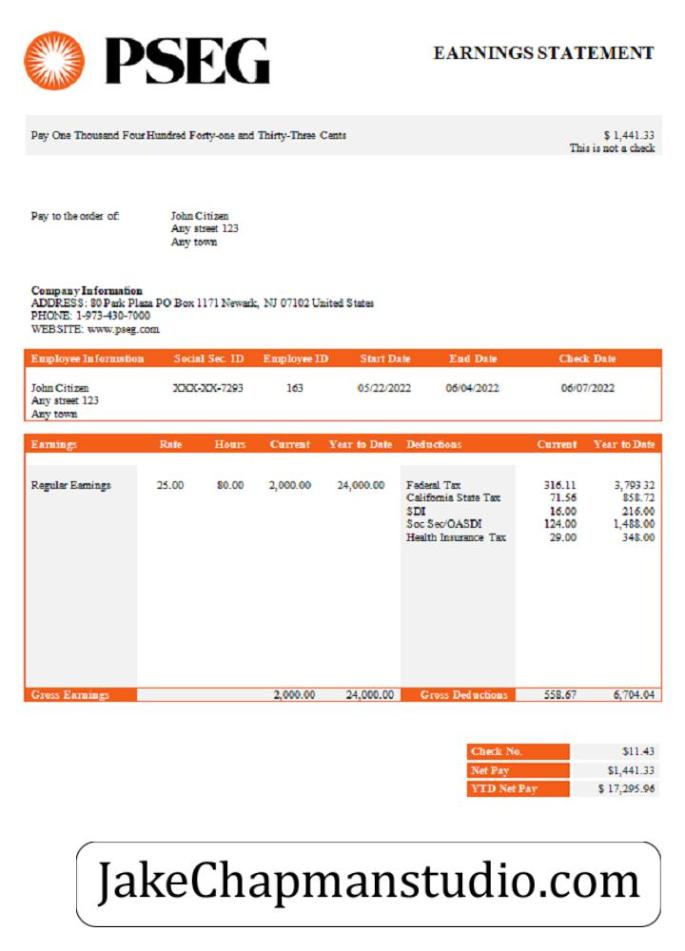 PSEG
EARNINGS STATEMENT
Pay One Thousand Four Hundred Forty-one and Thirty-Three Cents $ 1,441.33
This is not a check
Pay to the order of: John Citizen
Any street 123
Any town
Company Information
ADDRESS: 80 Park Plaza PO Box 1171 Newark, NJ 07102 United States
PHONE: 1-973-430-7000
WEBSITE: www.pseg.com
Employee Information Social Sec. ID Employee ID Start Date End Date Check Date
John Citizen XXX-XX-7293 163 05/22/2022 06/04/2022 06/07/2022
Any street 123
Any town
Earnings Rate Hours Current Year to Date Deductions Current Year to Date
Regular Earnings 25.00 80.00 2,000.00 24,000.00 Federal Tax 316.11 3,793.32
California State Tax 71.56 858.72
SDI 16.00 216.00
Soc Sec/OASDI 124.00 1,488.00
Health Insurance Tax 29.00 348.00
Gross Earnings 2,000.00 24,000.00 Gross Deductions 558.67 6,704.04
Check No. $11.43
Net Pay $1,441.33
YTD Net Pay $ 17,295.96
JakeChapmanstudio.com